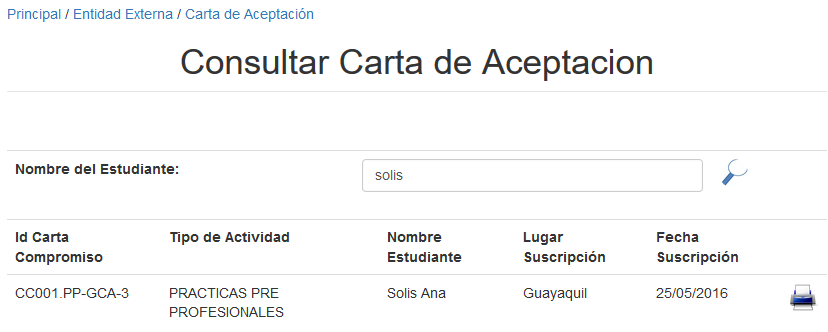 Principal / Entidad Externa / Carta de Aceptación
Consultar Carta de Aceptacion
Nombre del Estudiante: solis
Id Carta Compromiso Tipo de Actividad Nombre Estudiante Lugar Suscripción Fecha Suscripción
CC001.PP-GCA-3 PRACTICAS PRE PROFESIONALES Solis Ana Guayaquil 25/05/2016